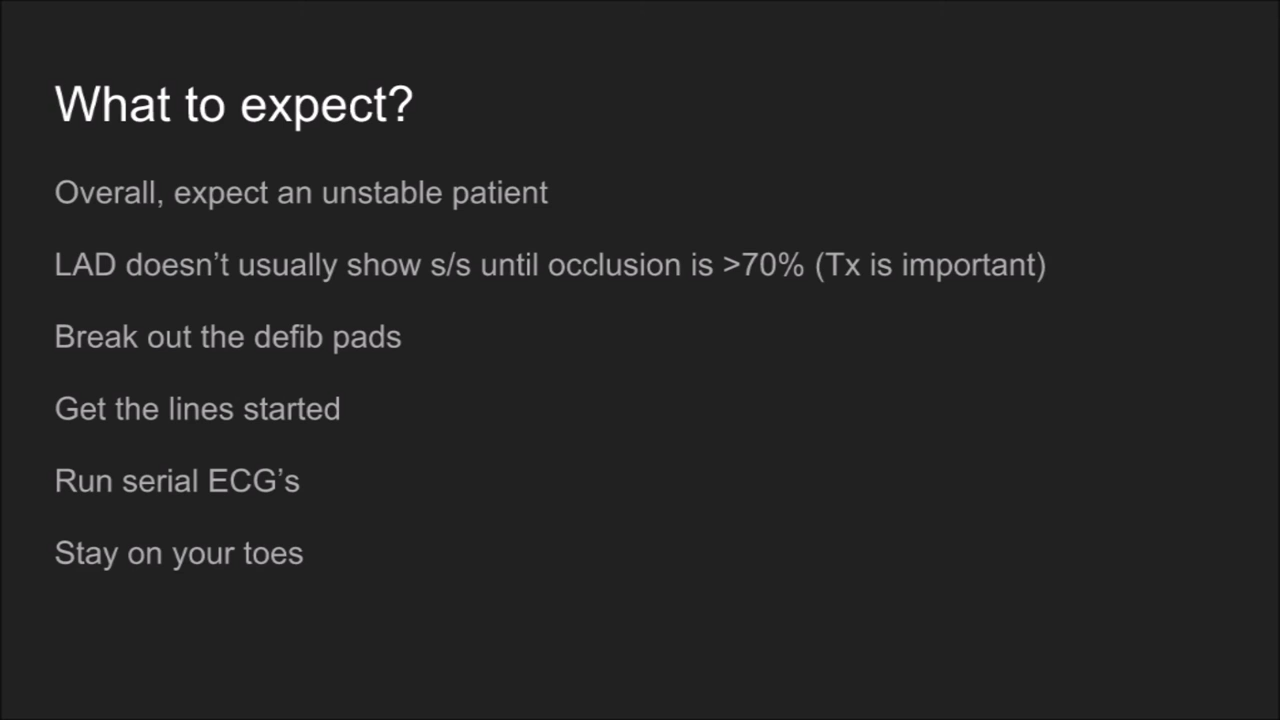 What to expect?
Overall, expect an unstable patient
LAD doesn’t usually show s/s until occlusion is >70% (Tx is important)
Break out the defib pads
Get the lines started
Run serial ECG’s
Stay on your toes